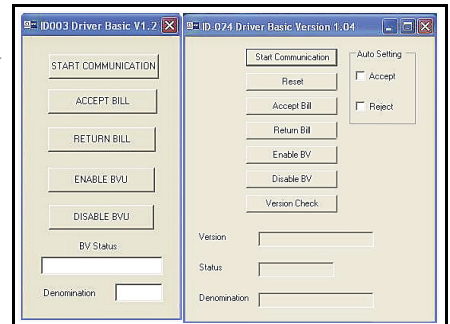 ID003 Driver Basic V1.2
START COMMUNICATION
ACCEPT BILL
RETURN BILL
ENABLE BVU
DISABLE BVU
BV Status
Denomination
ID-024 Driver Basic Version 1.04
Start Communication
Reset
Accept Bill
Return Bill
Enable BV
Disable BV
Version Check
Auto Setting
Accept
Reject
Version
Status
Denomination